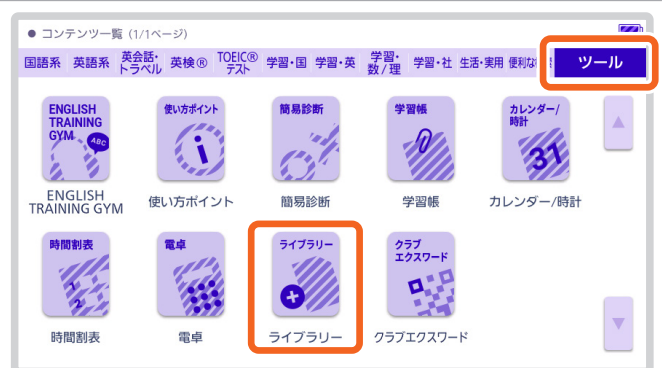 ● コンテンツ一覧 (1/1ページ)
国語系 英語系 英会話・トラベル 英検® TOEIC®テスト 学習・国 学習・英 学習・数/理 学習・社 生活・実用 便利な ツール
ENGLISH
TRAINING
GYM
ABC
使い方ポイント
i
簡易診断
学習帳
カレンダー/
時計
31
ENGLISH
TRAINING GYM
使い方ポイント
簡易診断
学習帳
カレンダー/時計
時間割表
1
2
電卓
ライブラリー
クラブ
エクスワード
時間割表
電卓
ライブラリー
クラブエクスワード